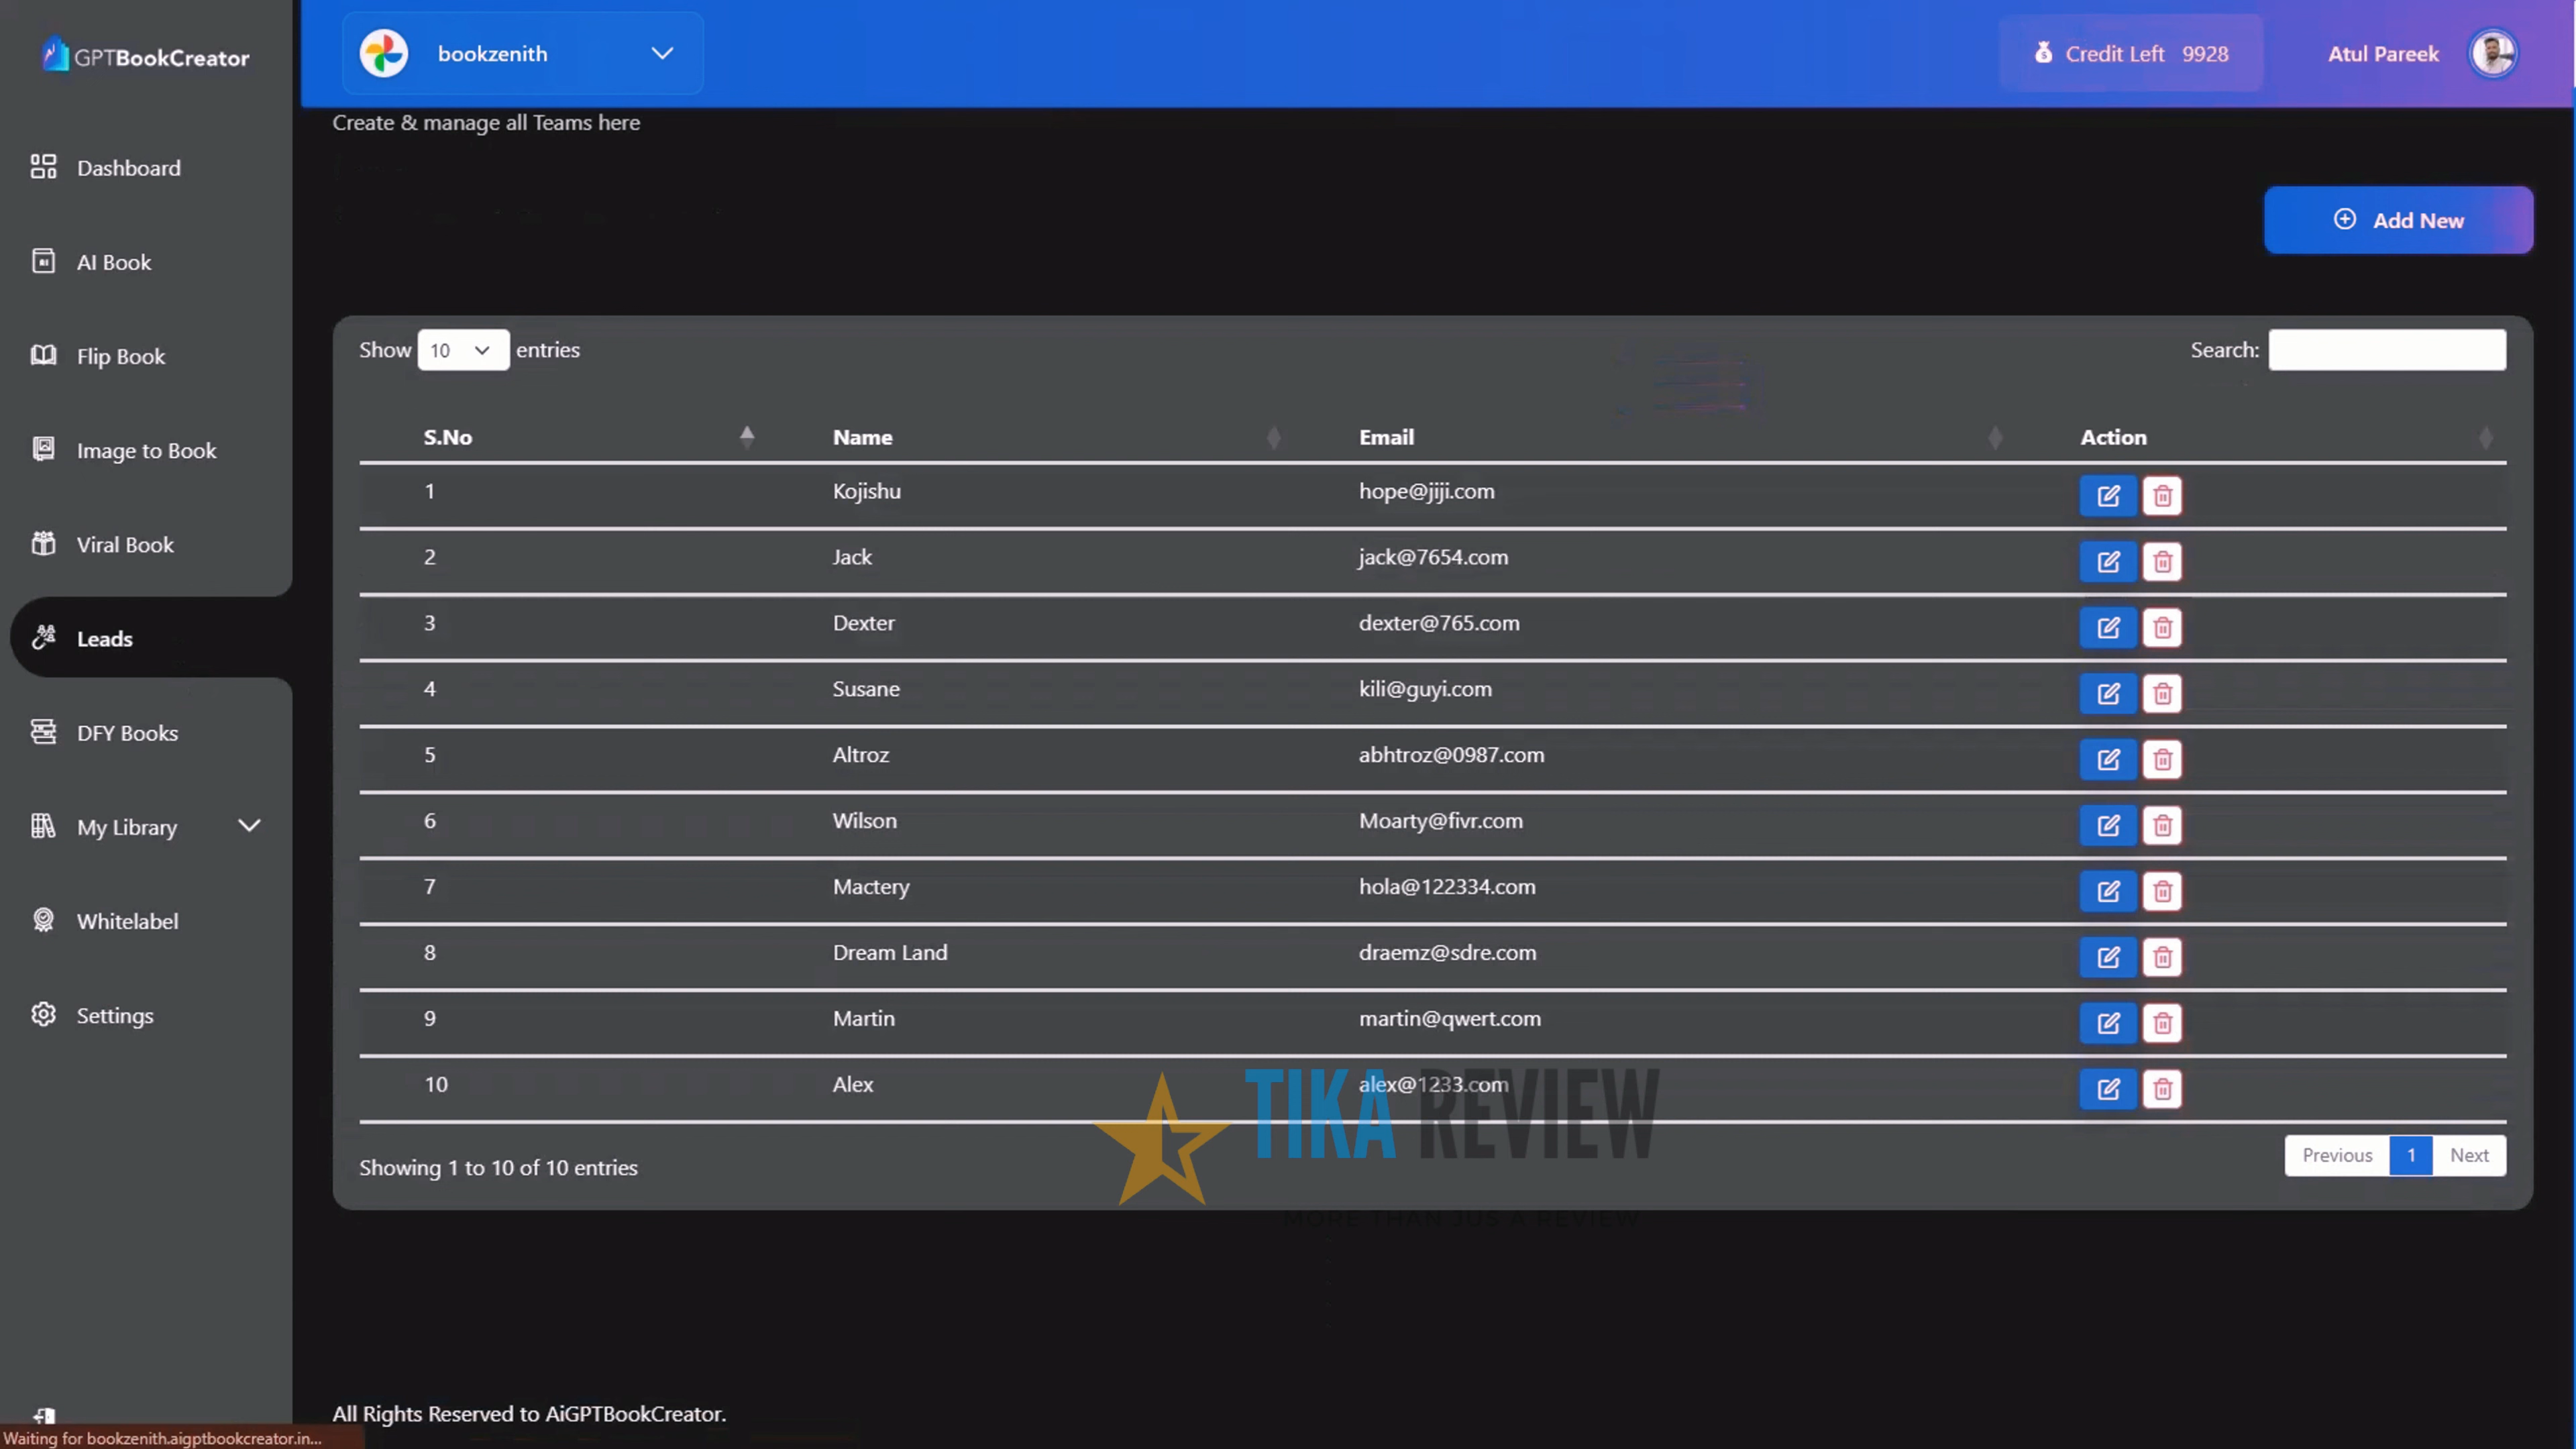 GPTBookCreator
bookzenith
Credit Left 9928
Atul Pareek
Create & manage all Teams here
Dashboard
AI Book
Flip Book
Image to Book
Viral Book
Leads
DFY Books
My Library
Whitelabel
Settings
Add New
Show 10 entries
Search:
S.No Name Email Action
1 Kojishu hope@jiji.com
2 Jack jack@7654.com
3 Dexter dexter@765.com
4 Susane kili@guyi.com
5 Altroz abhtroz@0987.com
6 Wilson Moarty@fivr.com
7 Mactery hola@122334.com
8 Dream Land draemz@sdre.com
9 Martin martin@qwert.com
10 Alex alex@1233.com
TIKA REVIEW
MORE THAN JUS A REVIEW
Showing 1 to 10 of 10 entries
Previous 1 Next
All Rights Reserved to AiGPTBookCreator.
Waiting for bookzenith.aigptbookcreator.in...